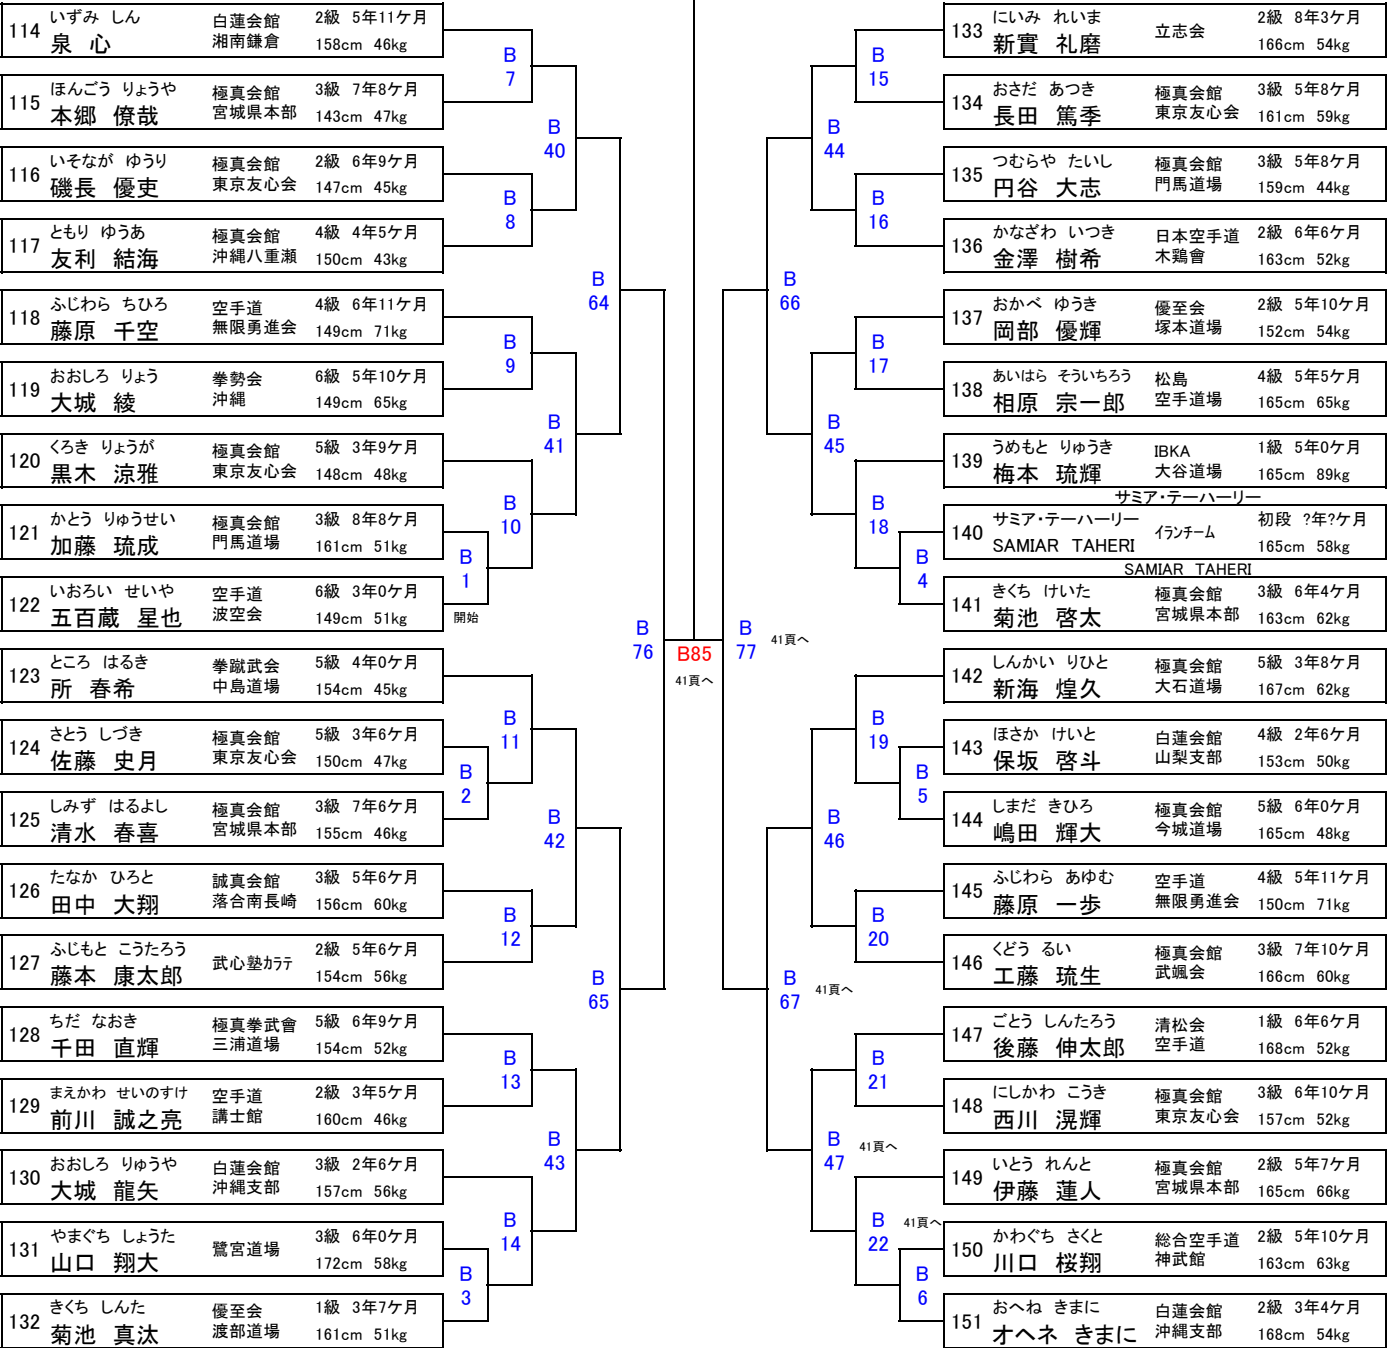 114 いずみ しん 白蓮会館 2級 5年11ケ月
泉 心 湘南鎌倉 158cm 46kg
115 ほんごう りょうや 極真会館 3級 7年8ケ月
本郷 僚哉 宮城県本部 143cm 47kg
116 いそなが ゆうり 極真会館 2級 6年9ケ月
磯長 優吏 東京友心会 147cm 45kg
117 ともり ゆうあ 極真会館 4級 4年5ケ月
友利 結海 沖縄八重瀬 150cm 43kg
118 ふじわら ちひろ 空手道 4級 6年11ケ月
藤原 千空 無限勇進会 149cm 71kg
119 おおしろ りょう 拳勢会 6級 5年10ケ月
大城 綾 沖縄 149cm 65kg
120 くろき りょうが 極真会館 5級 3年9ケ月
黒木 涼雅 東京友心会 148cm 48kg
121 かとう りゅうせい 極真会館 3級 8年8ケ月
加藤 琉成 門馬道場 161cm 51kg
122 いおろい せいや 空手道 6級 3年0ケ月
五百蔵 星也 波空会 149cm 51kg
123 ところ はるき 拳蹴武会 5級 4年0ケ月
所 春希 中島道場 154cm 45kg
124 さとう しづき 極真会館 5級 3年6ケ月
佐藤 史月 東京友心会 150cm 47kg
125 しみず はるよし 極真会館 3級 7年6ケ月
清水 春喜 宮城県本部 155cm 46kg
126 たなか ひろと 誠真会館 3級 5年6ケ月
田中 大翔 落合南長崎 156cm 60kg
127 ふじもと こうたろう 武心塾カラテ 2級 5年6ケ月
藤本 康太郎 154cm 56kg
128 ちだ なおき 極真拳武會 5級 6年9ケ月
千田 直輝 三浦道場 154cm 52kg
129 まえかわ せいのすけ 空手道 2級 3年5ケ月
前川 誠之亮 講士館 160cm 46kg
130 おおしろ りゅうや 白蓮会館 3級 2年6ケ月
大城 龍矢 沖縄支部 157cm 56kg
131 やまぐち しょうた 鷺宮道場 3級 6年0ケ月
山口 翔大 172cm 58kg
132 きくち しんた 優至会 1級 3年7ケ月
菊池 真汰 渡部道場 161cm 51kg
B 7
B 8
B 9
B 10
B 1
開始
B 2
B 11
B 12
B 13
B 14
B 3
B 40
B 41
B 42
B 43
B 64
B 65
B 76
B85
41頁へ
B 77 41頁へ
B 66
B 67 41頁へ
B 44
B 45
B 46
B 47 41頁へ
B 15
B 16
B 17
B 18
B 4
B 19
B 5
B 20
B 21
B 22 41頁へ
B 6
133 にいみ れいま 立志会 2級 8年3ケ月
新實 礼磨 166cm 54kg
134 おさだ あつき 極真会館 3級 5年8ケ月
長田 篤季 東京友心会 161cm 59kg
135 つむらや たいし 極真会館 3級 5年8ケ月
円谷 大志 門馬道場 159cm 44kg
136 かなざわ いつき 日本空手道 2級 6年6ケ月
金澤 樹希 木鶏會 163cm 52kg
137 おかべ ゆうき 優至会 2級 5年10ケ月
岡部 優輝 塚本道場 152cm 54kg
138 あいはら そういちろう 松島 4級 5年5ケ月
相原 宗一郎 空手道場 165cm 65kg
139 うめもと りゅうき IBKA 1級 5年0ケ月
梅本 琉輝 大谷道場 165cm 89kg
サミア・テーハーリー
140 サミア・テーハーリー イランチーム 初段 ?年?ケ月
SAMIAR TAHERI 165cm 58kg
SAMIAR TAHERI
141 きくち けいた 極真会館 3級 6年4ケ月
菊池 啓太 宮城県本部 163cm 62kg
142 しんかい りひと 極真会館 5級 3年8ケ月
新海 煌久 大石道場 167cm 62kg
143 ほさか けいと 白蓮会館 4級 2年6ケ月
保坂 啓斗 山梨支部 153cm 50kg
144 しまだ きひろ 極真会館 5級 6年0ケ月
嶋田 輝大 今城道場 165cm 48kg
145 ふじわら あゆむ 空手道 4級 5年11ケ月
藤原 一歩 無限勇進会 150cm 71kg
146 くどう るい 極真会館 3級 7年10ケ月
工藤 琉生 武颯会 166cm 60kg
147 ごとう しんたろう 清松会 1級 6年6ケ月
後藤 伸太郎 空手道 168cm 52kg
148 にしかわ こうき 極真会館 3級 6年10ケ月
西川 滉輝 東京友心会 157cm 52kg
149 いとう れんと 極真会館 2級 5年7ケ月
伊藤 蓮人 宮城県本部 165cm 66kg
150 かわぐち さくと 総合空手道 2級 5年10ケ月
川口 桜翔 神武館 163cm 63kg
151 おへね きまに 白蓮会館 2級 3年4ケ月
オヘネ きまに 沖縄支部 168cm 54kg